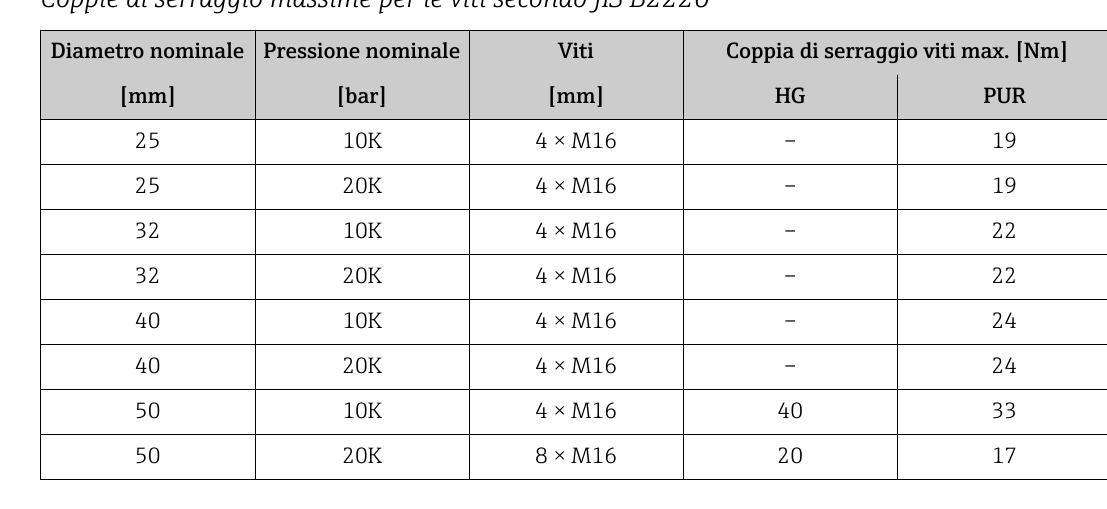 Coppie di serraggio massime per le viti secondo JIS B2220
Diametro nominale Pressione nominale Viti Coppia di serraggio viti max. [Nm]
[mm] [bar] [mm] HG PUR
25 10K 4 × M16 – 19
25 20K 4 × M16 – 19
32 10K 4 × M16 – 22
32 20K 4 × M16 – 22
40 10K 4 × M16 – 24
40 20K 4 × M16 – 24
50 10K 4 × M16 40 33
50 20K 8 × M16 20 17